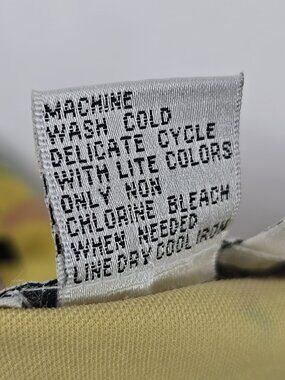 MACHINE
WASH COLD
DELICATE CYCLE
WITH LITE COLORS
ONLY NON
CHLORINE BLEACH
WHEN NEEDED
LINE DRY COOL IRON